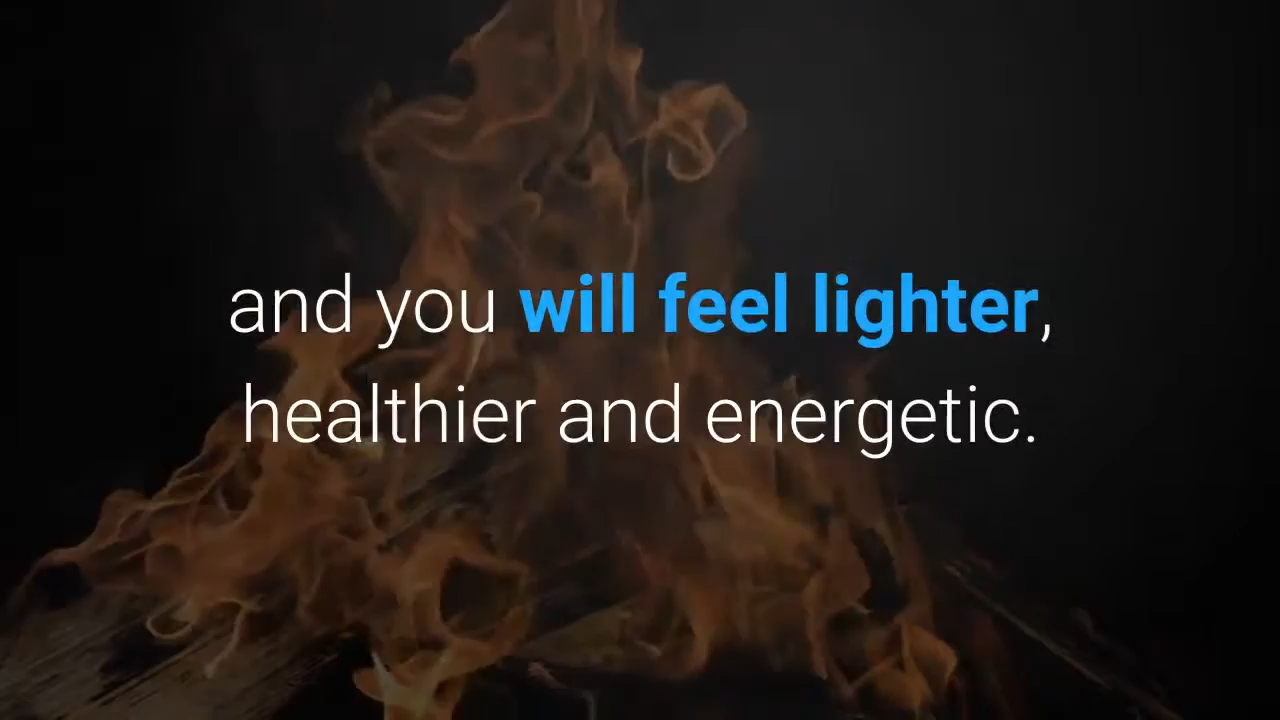 and you will feel lighter,
healthier and energetic.